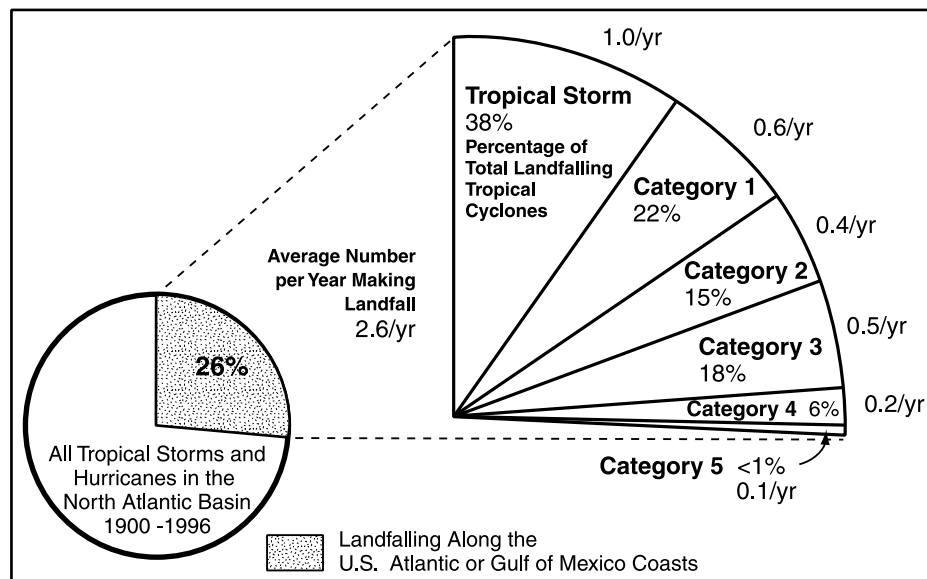 1.0/yr
Tropical Storm
38%
Percentage of
Total Landfalling
Tropical
Cyclones
0.6/yr
Category 1
22%
0.4/yr
Category 2
15%
0.5/yr
Category 3
18%
Category 4 6%
0.2/yr
Category 5 <1%
0.1/yr
Average Number
per Year Making
Landfall
2.6/yr
26%
All Tropical Storms and
Hurricanes in the
North Atlantic Basin
1900 -1996
Landfalling Along the
U.S. Atlantic or Gulf of Mexico Coasts